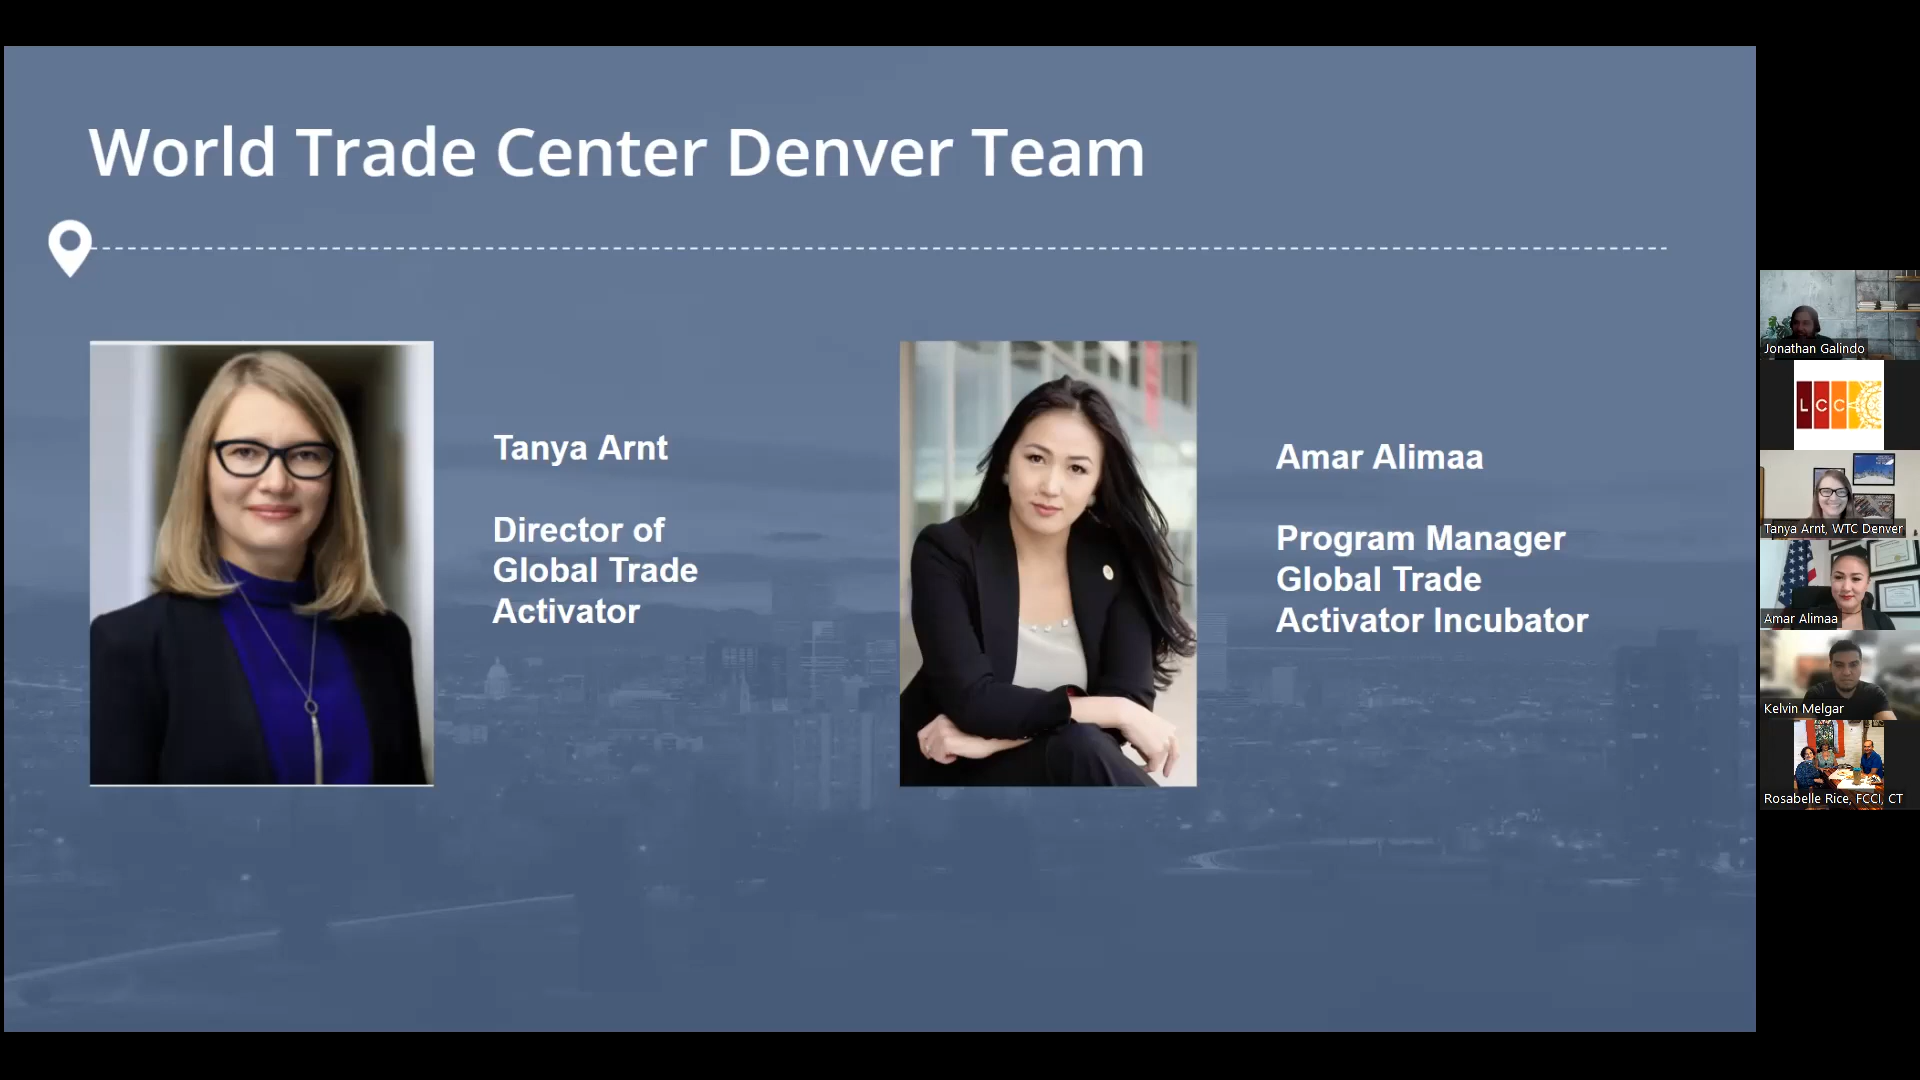 World Trade Center Denver Team
Tanya Arnt
Director of
Global Trade
Activator
Amar Alimaa
Program Manager
Global Trade
Activator Incubator
Jonathan Galindo
LCC
Tanya Arnt, WTC Denver
Amar Alimaa
Kelvin Melgar
Rosabelle Rice, FCCI, CT